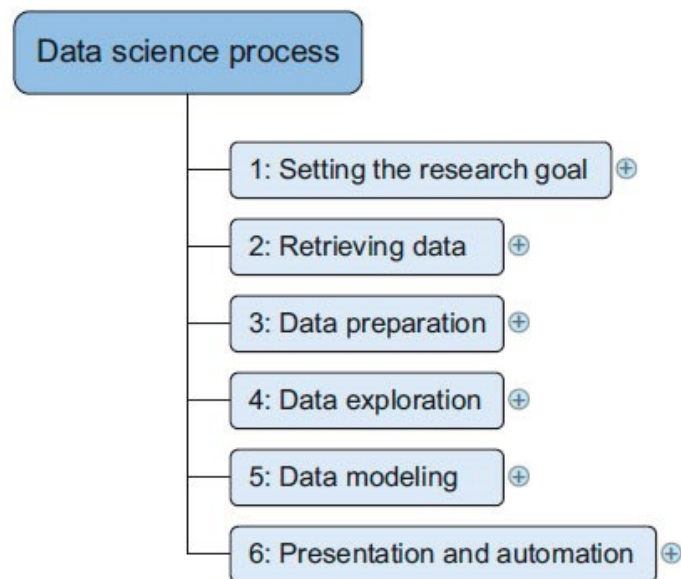 Data science process
1: Setting the research goal
2: Retrieving data
3: Data preparation
4: Data exploration
5: Data modeling
6: Presentation and automation